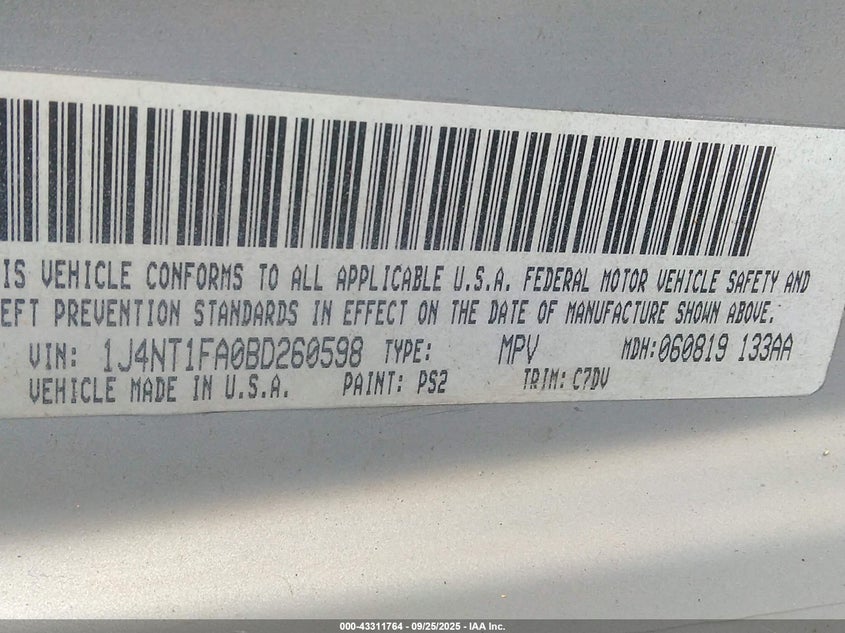 IS VEHICLE CONFORMS TO ALL APPLICABLE U.S.A. FEDERAL MOTOR VEHICLE SAFETY AND
EFT PREVENTION STANDARDS IN EFFECT ON THE DATE OF MANUFACTURE SHOWN ABOVE.
VIN: 1J4NT1FA0BD260598 TYPE: MPV MDH:060819 133AA
VEHICLE MADE IN U.S.A. PAINT: PS2 TRIM: C7DV
000-43311764 - 09/25/2025 - IAA Inc.